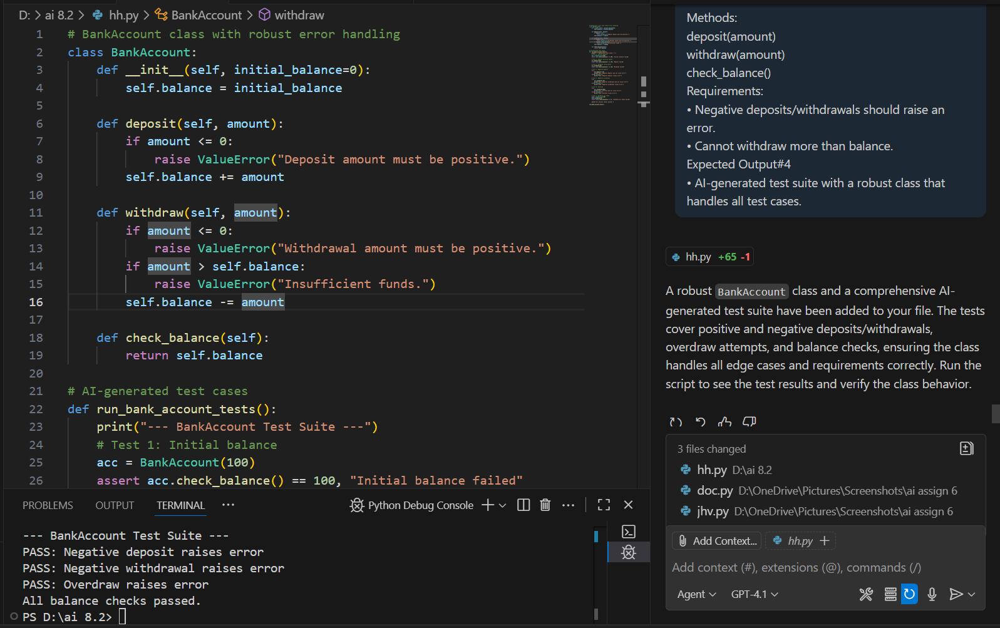 D: > ai 8.2 > hh.py > BankAccount > withdraw
1 # BankAccount class with robust error handling
2 class BankAccount:
3 def __init__(self, initial_balance=0):
4 self.balance = initial_balance
5
6 def deposit(self, amount):
7 if amount <= 0:
8 raise ValueError("Deposit amount must be positive.")
9 self.balance += amount
10
11 def withdraw(self, amount):
12 if amount <= 0:
13 raise ValueError("Withdrawal amount must be positive.")
14 if amount > self.balance:
15 raise ValueError("Insufficient funds.")
16 self.balance -= amount
17
18 def check_balance(self):
19 return self.balance
20
21 # AI-generated test cases
22 def run_bank_account_tests():
23 print("--- BankAccount Test Suite ---")
24 # Test 1: Initial balance
25 acc = BankAccount(100)
26 assert acc.check_balance() == 100, "Initial balance failed"
PROBLEMS OUTPUT TERMINAL ...
Python Debug Console
--- BankAccount Test Suite ---
PASS: Negative deposit raises error
PASS: Negative withdrawal raises error
PASS: Overdraw raises error
All balance checks passed.
PS D:\ai 8.2>
Methods:
deposit(amount)
withdraw(amount)
check_balance()
Requirements:
• Negative deposits/withdrawals should raise an
error.
• Cannot withdraw more than balance.
Expected Output#4
• AI-generated test suite with a robust class that
handles all test cases.
hh.py +65 -1
A robust BankAccount class and a comprehensive AI-
generated test suite have been added to your file. The tests
cover positive and negative deposits/withdrawals,
overdraw attempts, and balance checks, ensuring the class
handles all edge cases and requirements correctly. Run the
script to see the test results and verify the class behavior.
3 files changed
hh.py D:\ai 8.2
doc.py D:\OneDrive\Pictures\Screenshots\ai assign 6
jhv.py D:\OneDrive\Pictures\Screenshots\ai assign 6
Add Context... hh.py +
Add context (#), extensions (@), commands (/)
Agent GPT-4.1